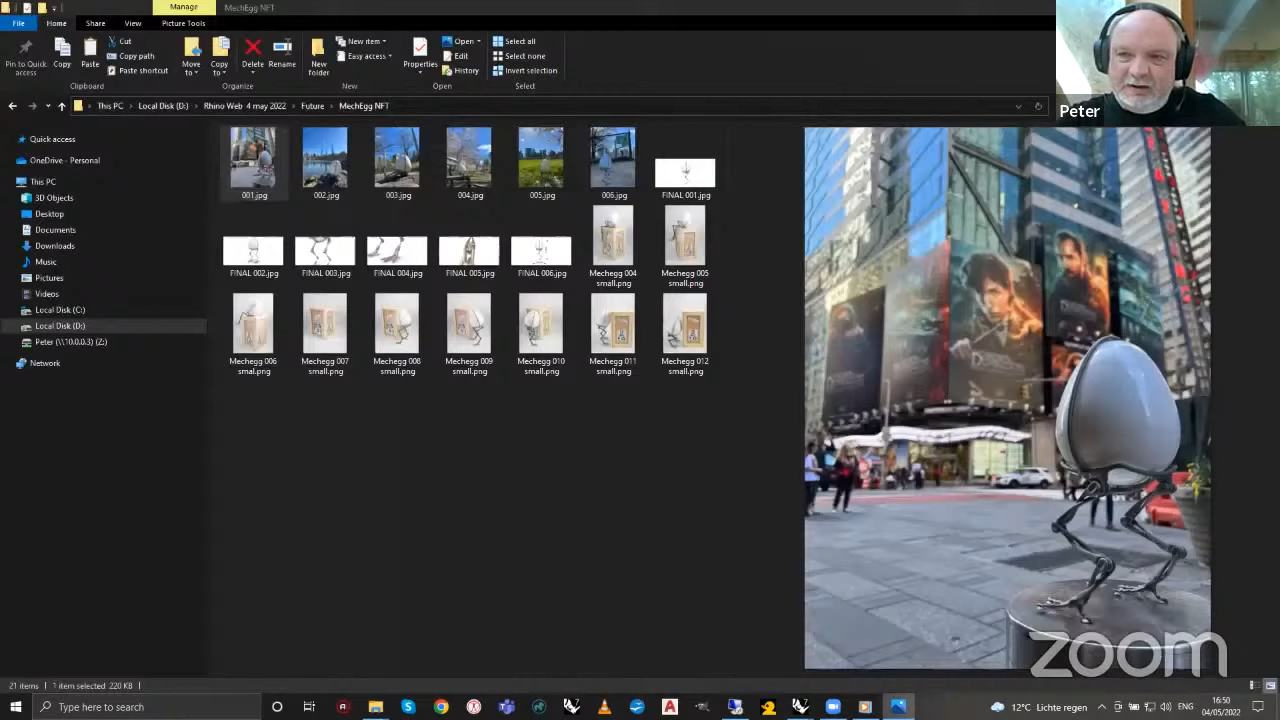 Manage
MechEgg NFT
File
Home
Share
View
Picture Tools
Pin to Quick access
Copy
Paste
Cut
Copy path
Paste shortcut
Move to
Copy to
Delete
Rename
New folder
New item
Easy access
Properties
Open
Edit
History
Select all
Select none
Invert selection
Clipboard
Organize
New
Open
Select
This PC
Local Disk (D:)
Rhino Web 4 may 2022
Future
MechEgg NFT
Peter
Quick access
OneDrive - Personal
This PC
3D Objects
Desktop
Documents
Downloads
Music
Pictures
Videos
Local Disk (C:)
Local Disk (D:)
Peter (\\10.0.0.3) (Z:)
Network
001.jpg
002.jpg
003.jpg
004.jpg
005.jpg
006.jpg
FINAL 001.jpg
FINAL 002.jpg
FINAL 003.jpg
FINAL 004.jpg
FINAL 005.jpg
FINAL 006.jpg
Mechegg 004 small.png
Mechegg 005 small.png
Mechegg 006 smal.png
Mechegg 007 small.png
Mechegg 008 small.png
Mechegg 009 small.png
Mechegg 010 small.png
Mechegg 011 small.png
Mechegg 012 small.png
zoom
21 items
1 item selected 220 KB
Type here to search
12°C Lichte regen
ENG
16:50
04/05/2022